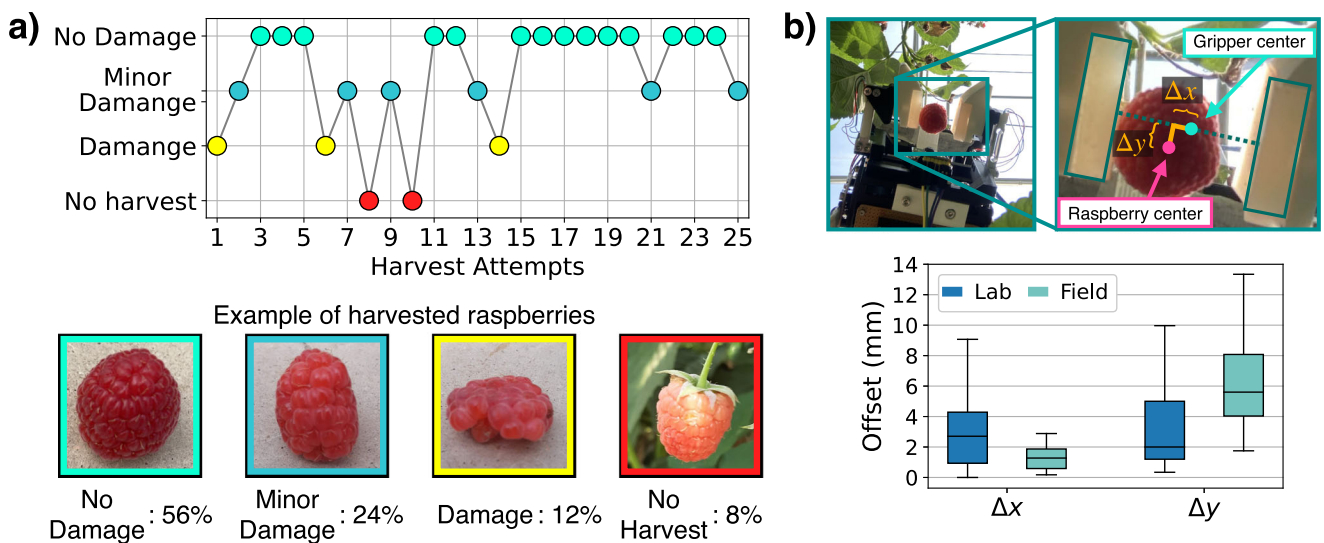 a)
No Damage
Minor
Damange
Damange
No harvest
1 3 5 7 9 11 13 15 17 19 21 23 25
Harvest Attempts
Example of harvested raspberries
No
Damage : 56%
Minor
Damage : 24%
Damage : 12%
No
Harvest : 8%
b)
Gripper center
Δx
Δy
Raspberry center
14
12
10
8
6
4
2
0
Offset (mm)
Lab
Field
Δx
Δy